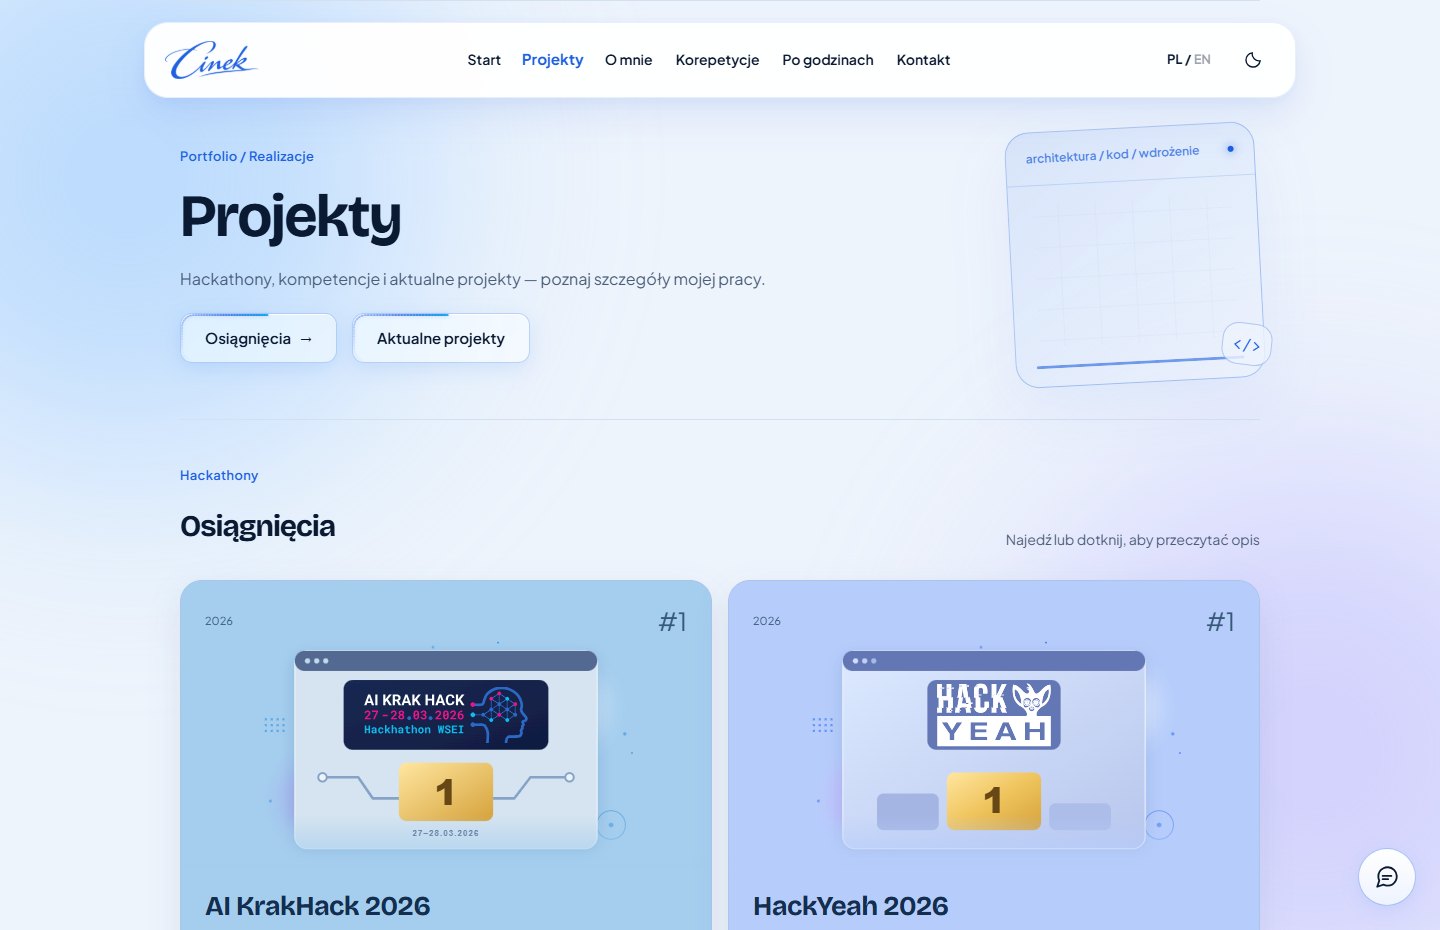 Cinek
Start Projekty O mnie Korepetycje Po godzinach Kontakt
PL / EN
Portfolio / Realizacje
Projekty
Hackathony, kompetencje i aktualne projekty — poznaj szczegóły mojej pracy.
Osiągnięcia →
Aktualne projekty
architektura / kod / wdrożenie
</>
Hackathony
Osiągnięcia
Najedź lub dotknij, aby przeczytać opis
2026
#1
AI KRAK HACK
27-28.03.2026
Hackhathon WSEI
1
27–28.03.2026
AI KrakHack 2026
2026
#1
HACK
YEAH
1
HackYeah 2026